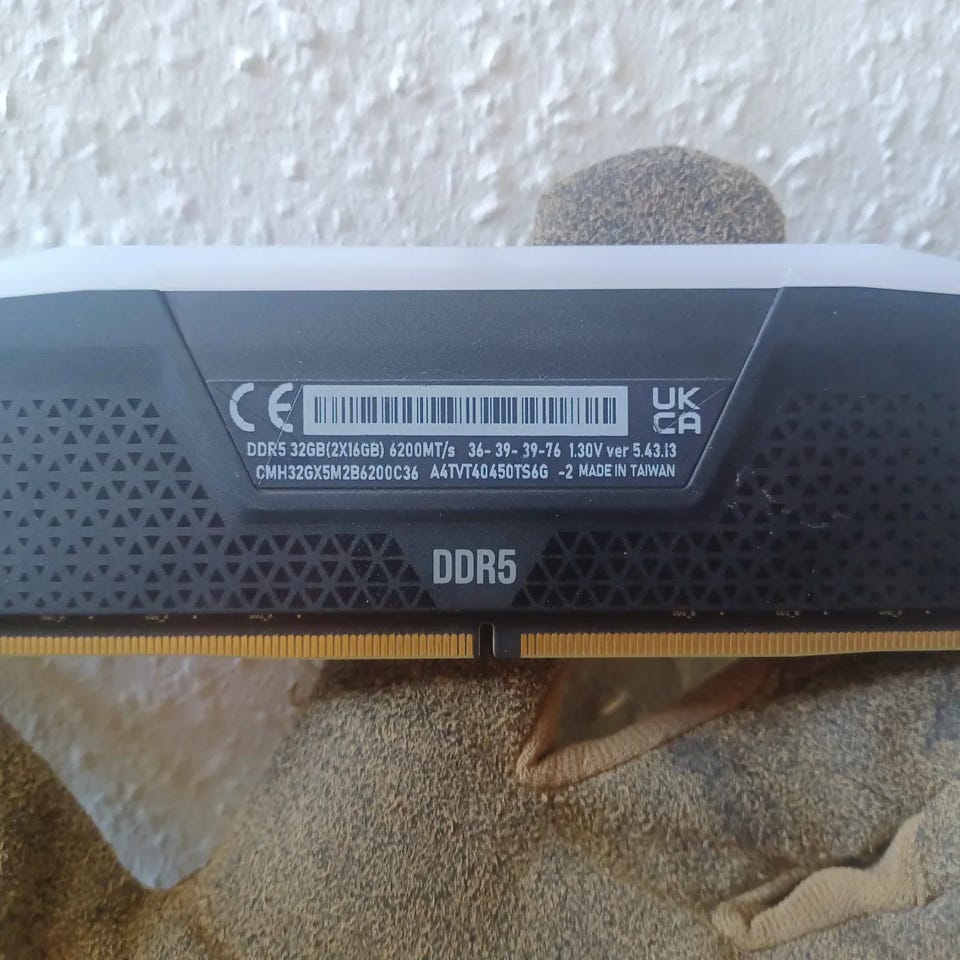 CE
UK
CA
DDR5 32GB(2X16GB) 6200MT/s 36-39-39-76 1.30V ver 5.43.13
CMH32GX5M2B6200C36 A4TVT40450TS6G -2 MADE IN TAIWAN
DDR5